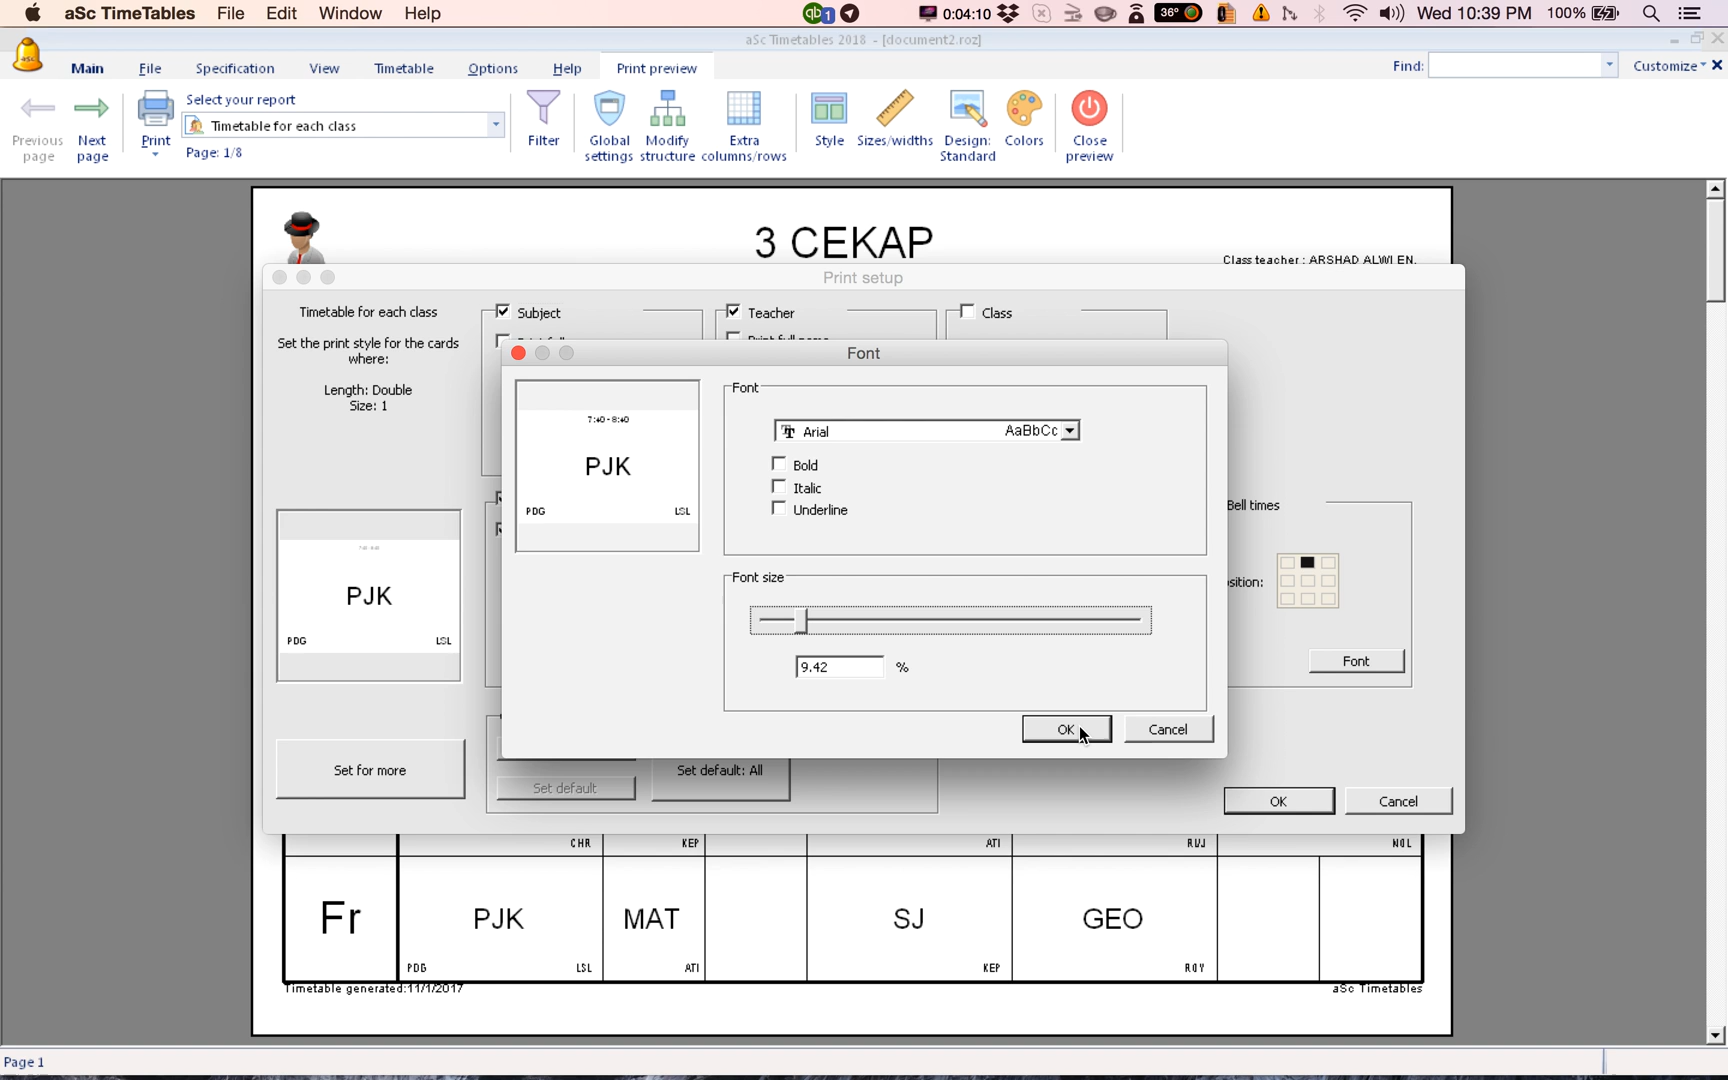 aSc TimeTables File Edit Window Help
qb 1 0:04:10 36° Wed 10:39 PM 100%
aSc Timetables 2018 - [document2.roz]
Main File Specification View Timetable Options Help Print preview Find: Customize
Select your report
Timetable for each class
Page: 1/8
Previous page
Next page
Print
Filter
Global settings
Modify structure
Extra columns/rows
Style
Sizes/widths
Design: Standard
Colors
Close preview
3 CEKAP
Class teacher : ARSHAD ALWI EN.
Print setup
Timetable for each class
Set the print style for the cards
where:
Length: Double
Size: 1
Subject
Teacher
Class
Font
7:40 - 8:40
PJK
PDG LSL
Font
Arial AaBbCc
Bold
Italic
Underline
Font size
9.42 %
OK Cancel
Bell times
Font
PJK
PDG LSL
Set for more
Set default
Set default: All
OK Cancel
CHR KEP ATI RWJ NOL
Fr PJK MAT SJ GEO
PDG LSL ATI KEP ROY
Timetable generated:11/1/2017 aSc Timetables
Page 1